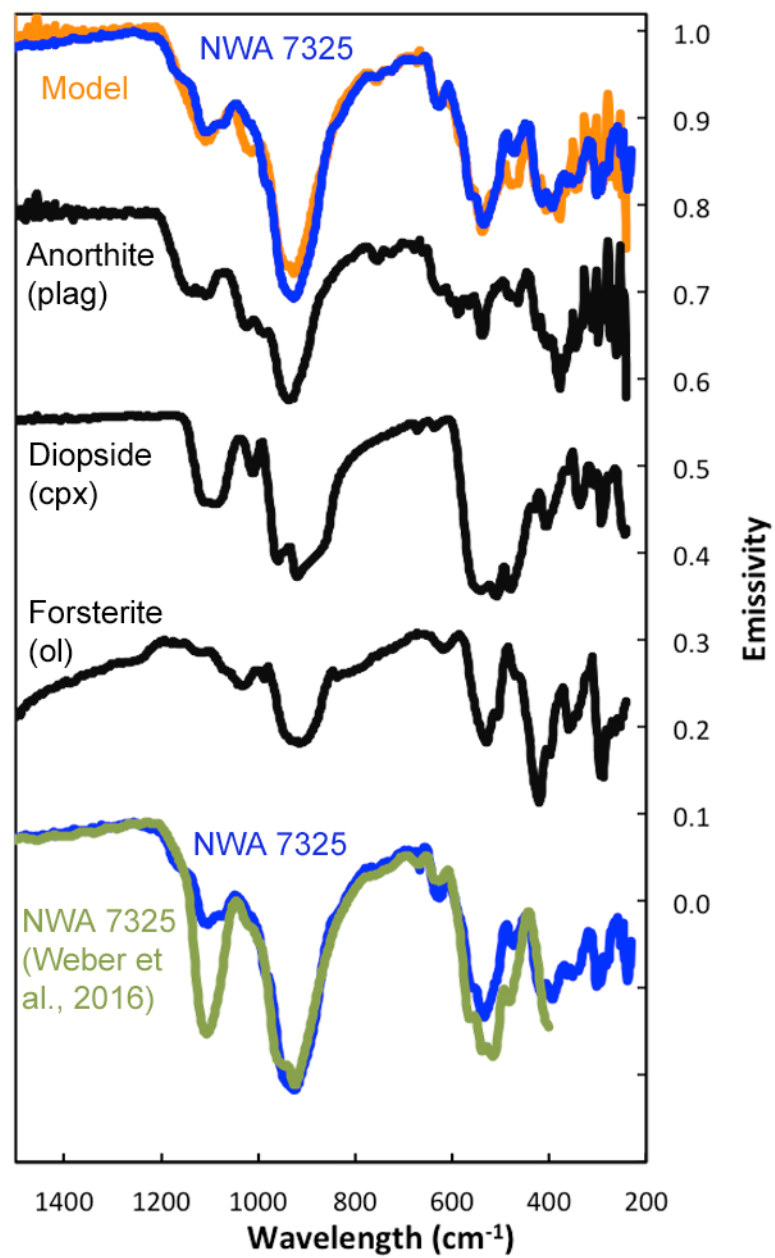 NWA 7325
Model
Anorthite
(plag)
Diopside
(cpx)
Forsterite
(ol)
NWA 7325
NWA 7325
(Weber et
al., 2016)
1.0
0.9
0.8
0.7
0.6
0.5
0.4
0.3
0.2
0.1
0.0
Emissivity
1400 1200 1000 800 600 400 200
Wavelength (cm-1)